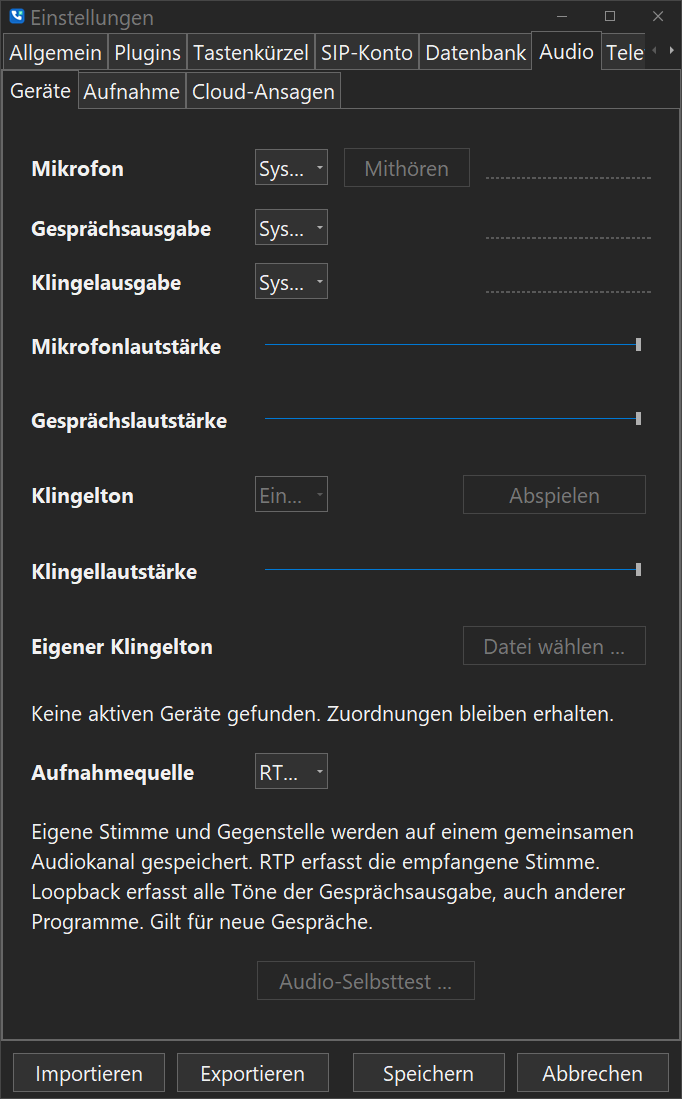 Einstellungen
Allgemein Plugins Tastenkürzel SIP-Konto Datenbank Audio Tele
Geräte Aufnahme Cloud-Ansagen
Mikrofon Sys... Mithören
Gesprächsausgabe Sys...
Klingelausgabe Sys...
Mikrofonlautstärke
Gesprächslautstärke
Klingelton Ein... Abspielen
Klingellautstärke
Eigener Klingelton Datei wählen ...
Keine aktiven Geräte gefunden. Zuordnungen bleiben erhalten.
Aufnahmequelle RT...
Eigene Stimme und Gegenstelle werden auf einem gemeinsamen
Audiokanal gespeichert. RTP erfasst die empfangene Stimme.
Loopback erfasst alle Töne der Gesprächsausgabe, auch anderer
Programme. Gilt für neue Gespräche.
Audio-Selbsttest ...
Importieren Exportieren Speichern Abbrechen